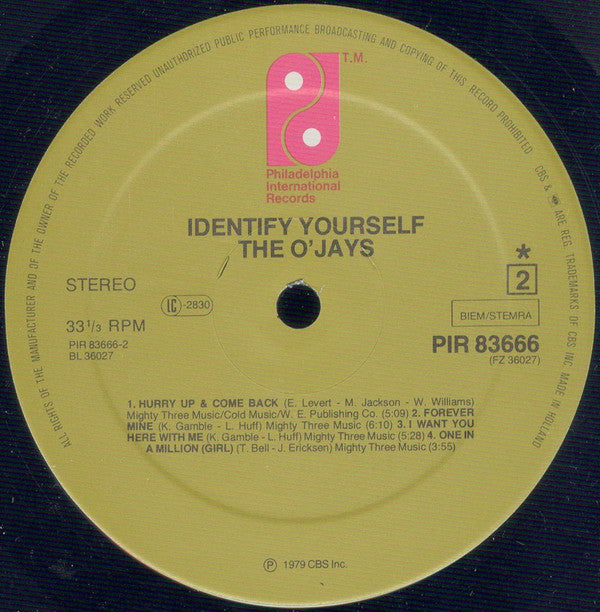 ALL RIGHTS OF THE MANUFACTURER AND OF THE OWNER OF THE RECORDED WORK RESERVED UNAUTHORIZED PUBLIC PERFORMANCE BROADCASTING AND COPYING OF THIS RECORD PROHIBITED CBS & ARE REG. TRADEMARKS OF CBS INC MADE IN HOLLAND
T.M.
Philadelphia
International
Records
IDENTIFY YOURSELF
THE O'JAYS
STEREO
LC -2830
33 1/3 RPM
PIR 83666-2
BL 36027
*
2
BIEM/STEMRA
PIR 83666
(FZ 36027)
1. HURRY UP & COME BACK (E. Levert - M. Jackson - W. Williams)
Mighty Three Music/Cold Music/W. E. Publishing Co. (5:09) 2. FOREVER
MINE (K. Gamble - L. Huff) Mighty Three Music (6:10) 3. I WANT YOU
HERE WITH ME (K. Gamble - L. Huff) Mighty Three Music (5:28) 4. ONE IN
A MILLION (GIRL) (T. Bell - J. Ericksen) Mighty Three Music (3:55)
℗ 1979 CBS Inc.